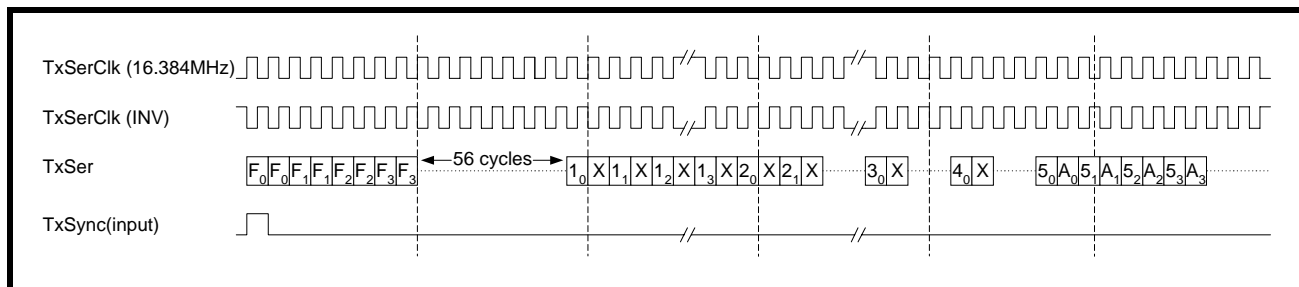 TxSerClk (16.384MHz)
TxSerClk (INV)
TxSer
F0 F0 F1 F1 F2 F2 F3 F3 56 cycles 10 X 11 X 12 X 13 X 20 X 21 X 30 X 40 X 50 A0 51 A1 52 A2 53 A3
TxSync(input)